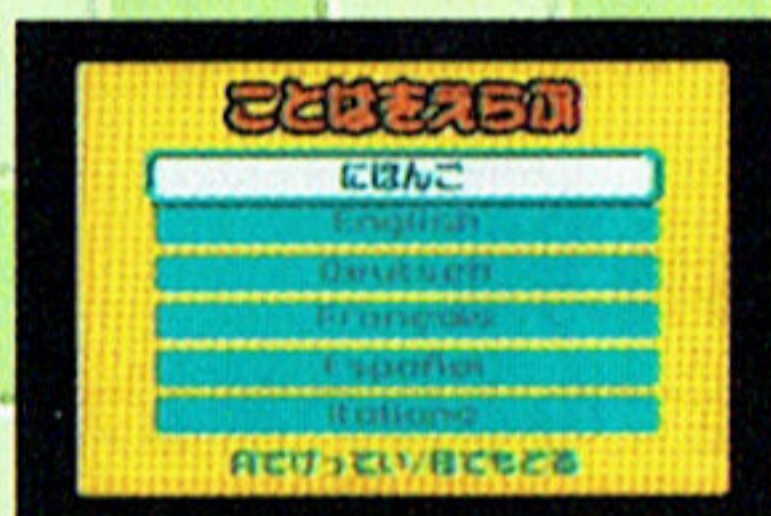 ことばをえらぶ
にほんご
English
Deutsch
Français
Español
Italiano
Aでけってい/Bでもどる